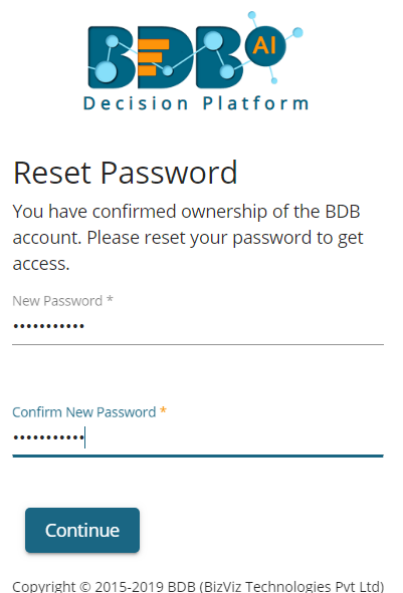 BDB AI
Decision Platform
Reset Password
You have confirmed ownership of the BDB
account. Please reset your password to get
access.
New Password *
•••••••••••
Confirm New Password *
•••••••••••
Continue
Copyright © 2015-2019 BDB (BizViz Technologies Pvt Ltd)